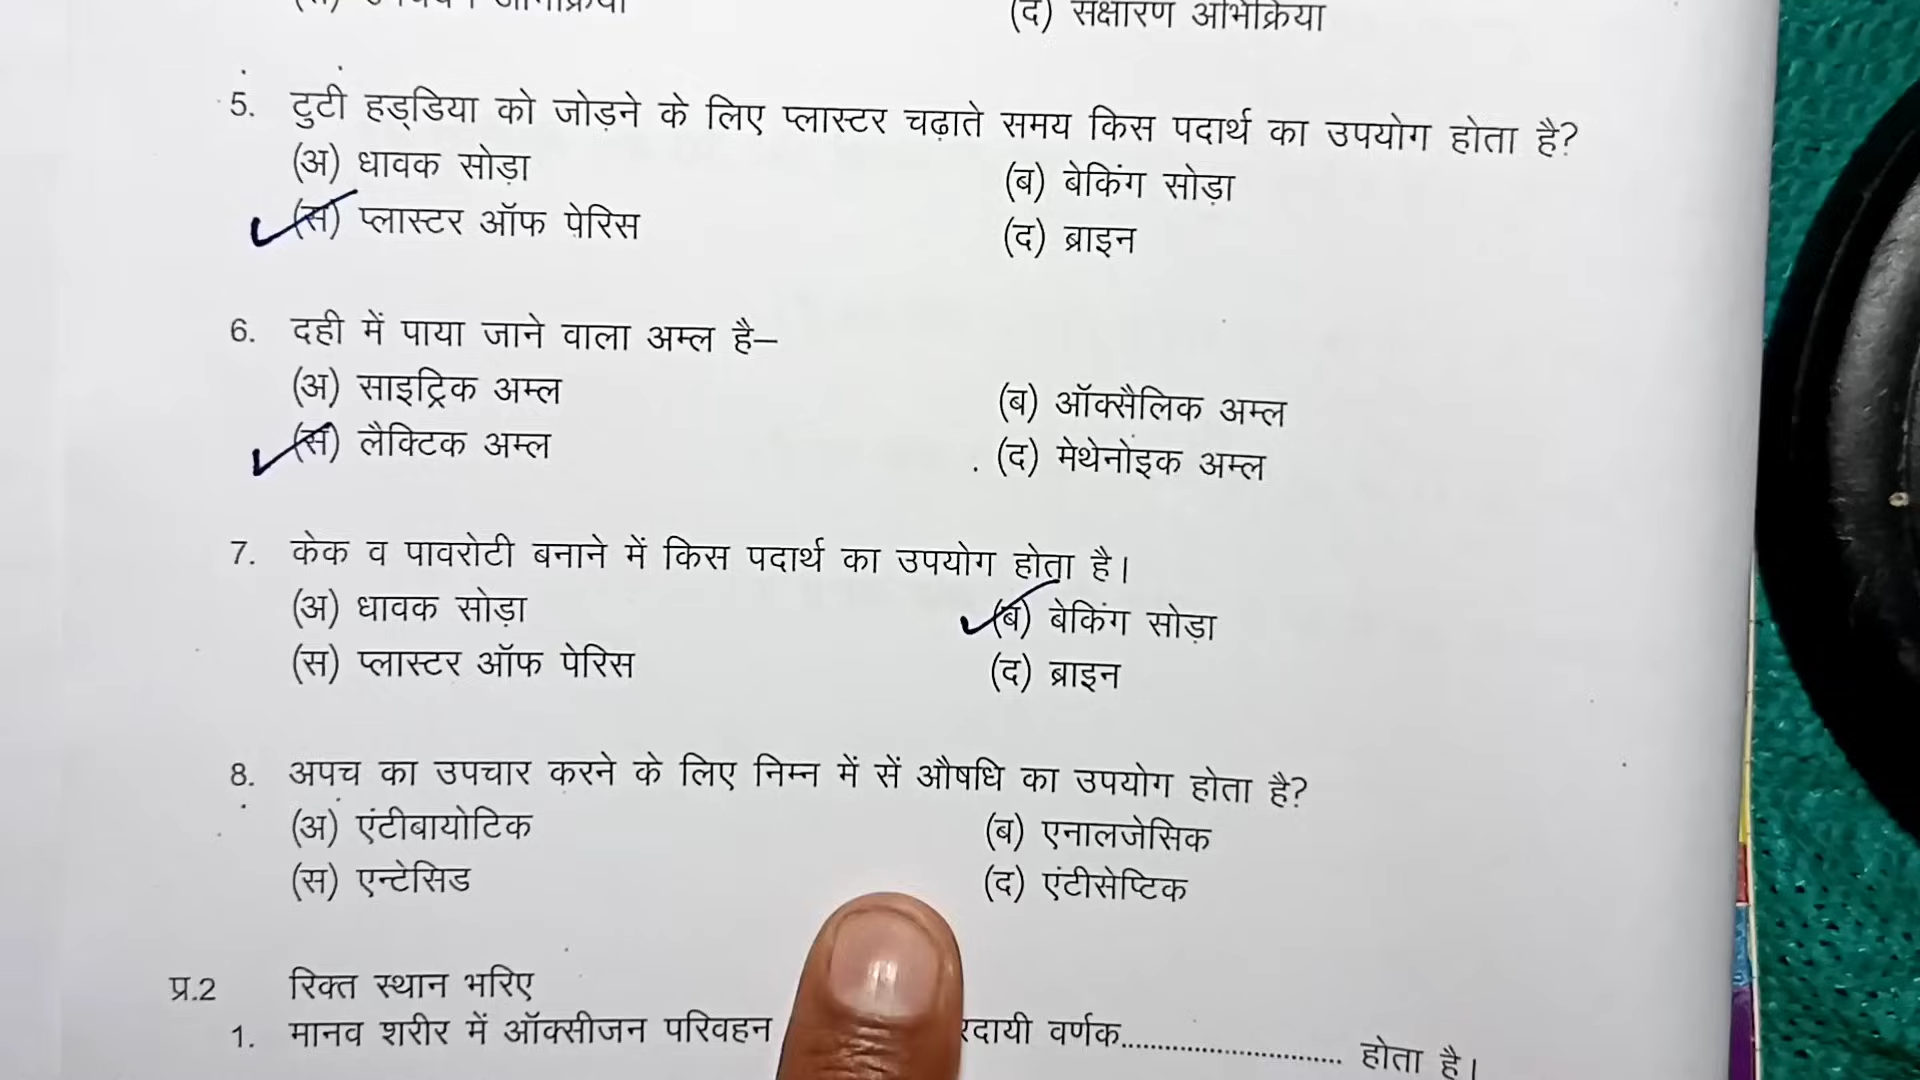 (द) संक्षारण अभिक्रिया
5. टुटी हड्डिया को जोड़ने के लिए प्लास्टर चढ़ाते समय किस पदार्थ का उपयोग होता है?
(अ) धावक सोड़ा (ब) बेकिंग सोड़ा
(स) प्लास्टर ऑफ पेरिस (द) ब्राइन
6. दही में पाया जाने वाला अम्ल है–
(अ) साइट्रिक अम्ल (ब) ऑक्सैलिक अम्ल
(स) लैक्टिक अम्ल (द) मेथेनोइक अम्ल
7. केक व पावरोटी बनाने में किस पदार्थ का उपयोग होता है।
(अ) धावक सोड़ा (ब) बेकिंग सोड़ा
(स) प्लास्टर ऑफ पेरिस (द) ब्राइन
8. अपच का उपचार करने के लिए निम्न में सें औषधि का उपयोग होता है?
(अ) एंटीबायोटिक (ब) एनालजेसिक
(स) एन्टेसिड (द) एंटीसेप्टिक
प्र.2 रिक्त स्थान भरिए
1. मानव शरीर में ऑक्सीजन परिवहन वर्णक............................ होता है।